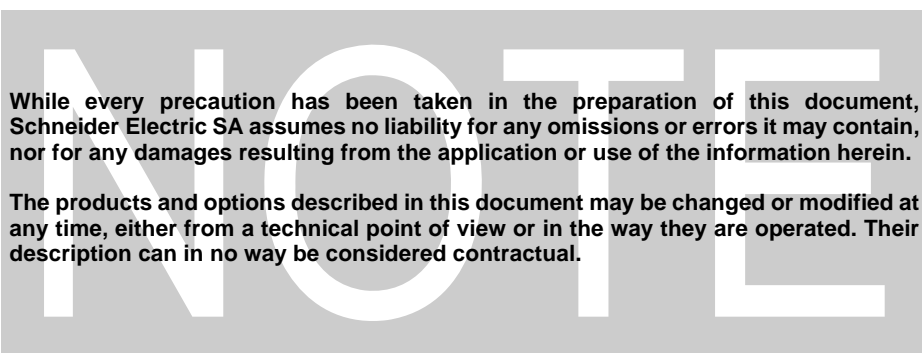 NOTE
While every precaution has been taken in the preparation of this document,
Schneider Electric SA assumes no liability for any omissions or errors it may contain,
nor for any damages resulting from the application or use of the information herein.
The products and options described in this document may be changed or modified at
any time, either from a technical point of view or in the way they are operated. Their
description can in no way be considered contractual.